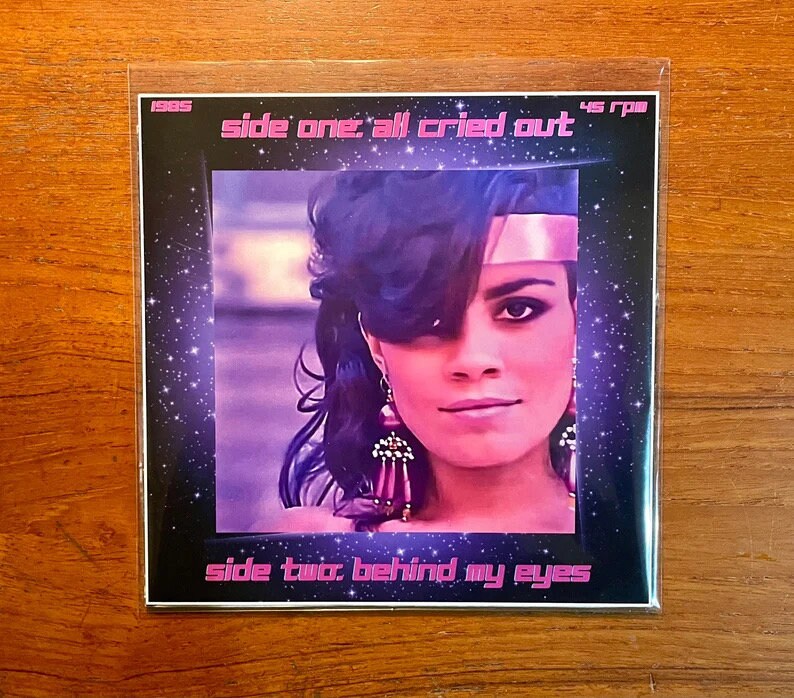 1985
45 rpm
side one: all cried out
side two: behind my eyes